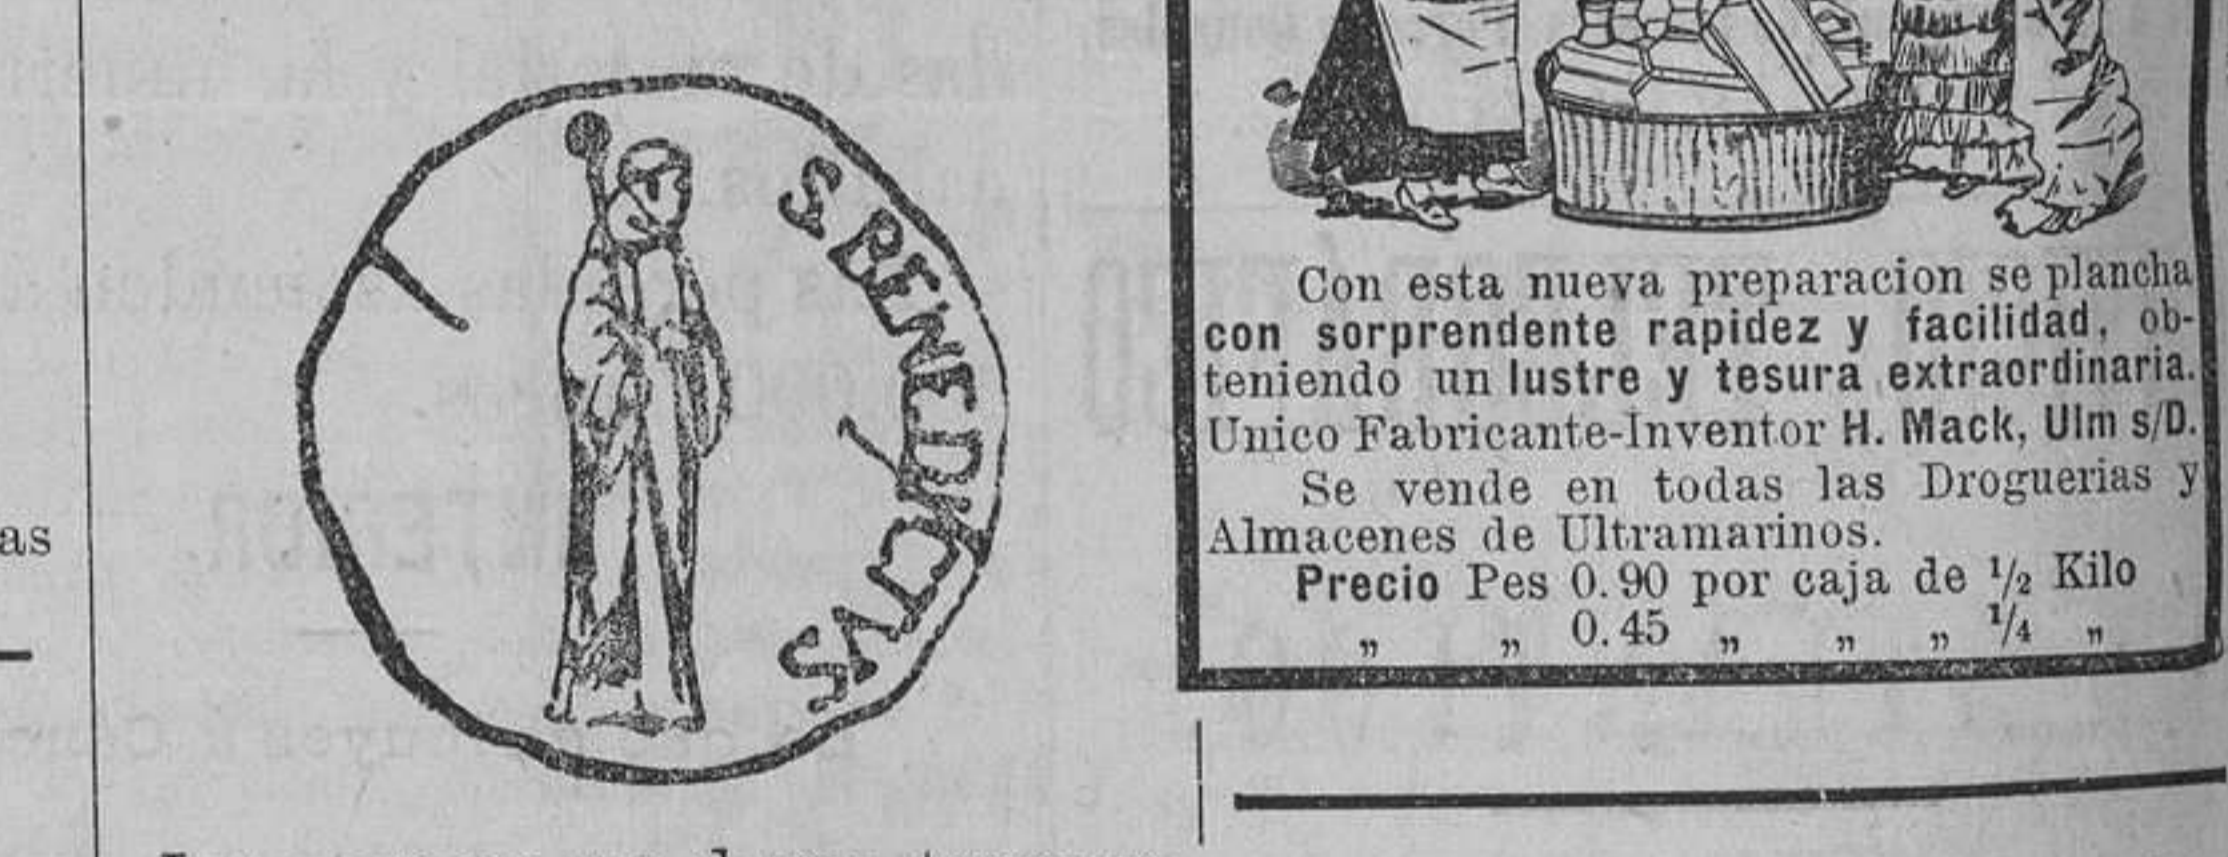 as
S BENEDICTVS
Con esta nueva preparacion se plancha
con sorprendente rapidez y facilidad, ob-
teniendo un lustre y tesura extraordinaria.
Unico Fabricante-Inventor H. Mack, Ulm s/D.
Se vende en todas las Droguerias y
Almacenes de Ultramarinos.
Precio Pes 0.90 por caja de 1/2 Kilo
„ „ 0.45 „ „ „ 1/4 „